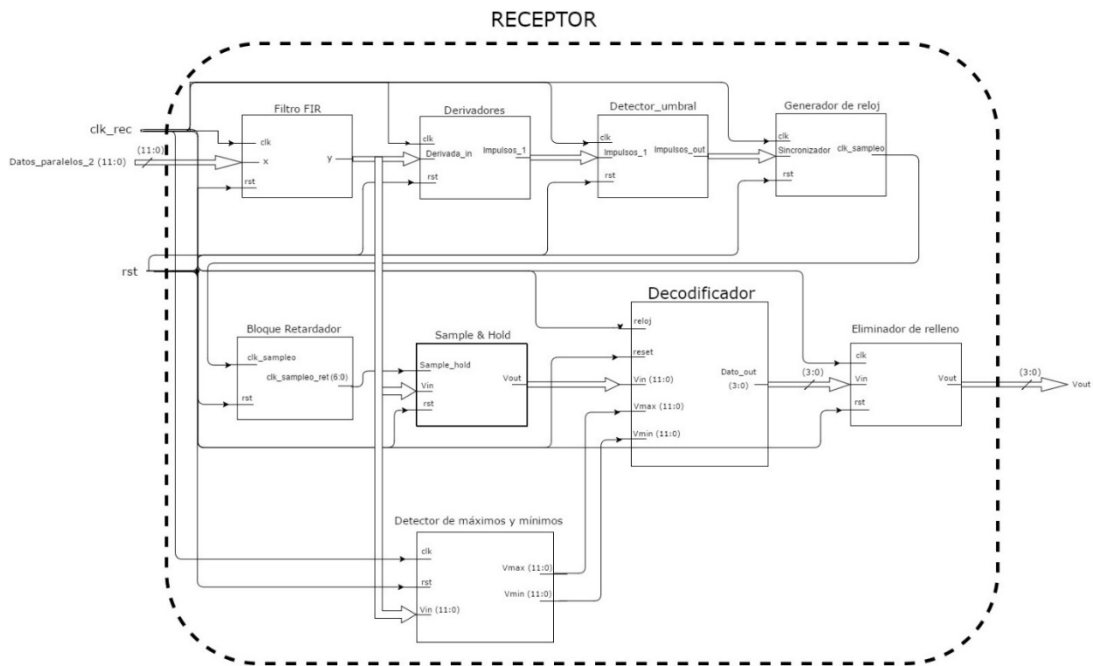 RECEPTOR
clk_rec
Datos_paralelos_2 (11:0)
(11:0)
rst
Filtro FIR
clk
x
y
rst
Derivadores
clk
Derivada_in
Impulsos_1
rst
Detector_umbral
clk
Impulsos_1
impulsos_out
rst
Generador de reloj
clk
Sincronizador
clk_sampleo
rst
Bloque Retardador
clk_sampleo
clk_sampleo_ret (6:0)
rst
Sample & Hold
Sample_hold
Vin
Vout
rst
Decodificador
reloj
reset
Vin (11:0)
Dato_out
(3:0)
Vmax (11:0)
Vmin (11:0)
(3:0)
Eliminador de relleno
clk
Vin
Vout
rst
(3:0)
Vout
Detector de máximos y mínimos
clk
rst
Vin (11:0)
Vmax (11:0)
Vmin (11:0)